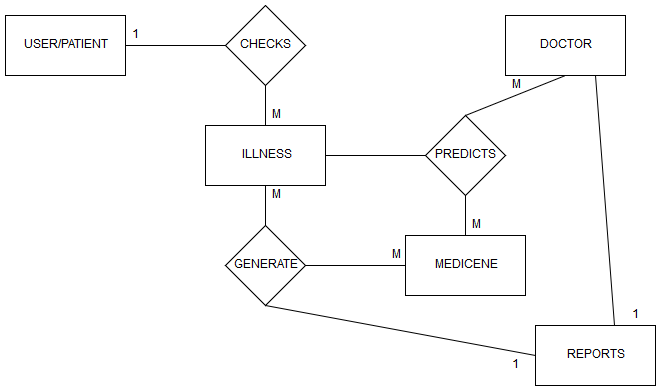 USER/PATIENT
1
CHECKS
DOCTOR
M
M
ILLNESS
PREDICTS
M
M
GENERATE
M
MEDICENE
1
REPORTS
1